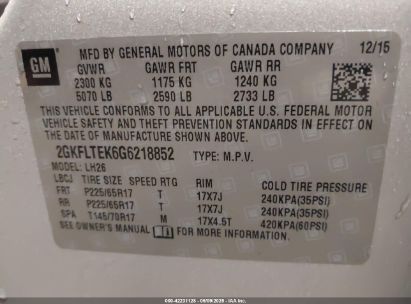 GM
MFD BY GENERAL MOTORS OF CANADA COMPANY 12/15
GVWR GAWR FRT GAWR RR
2300 KG 1175 KG 1240 KG
5070 LB 2590 LB 2733 LB
THIS VEHICLE CONFORMS TO ALL APPLICABLE U.S. FEDERAL MOTOR
VEHICLE SAFETY AND THEFT PREVENTION STANDARDS IN EFFECT ON
THE DATE OF MANUFACTURE SHOWN ABOVE.
2GKFLTEK6G6218852 TYPE: M.P.V.
MODEL: LH26
LBCJ TIRE SIZE SPEED RTG RIM COLD TIRE PRESSURE
FRT P225/65R17 T 17X7J 240KPA(35PSI)
RR P225/65R17 T 17X7J 240KPA(35PSI)
SPA T145/70R17 M 17X4.5T 420KPA(60PSI)
SEE OWNER'S MANUAL FOR MORE INFORMATION.